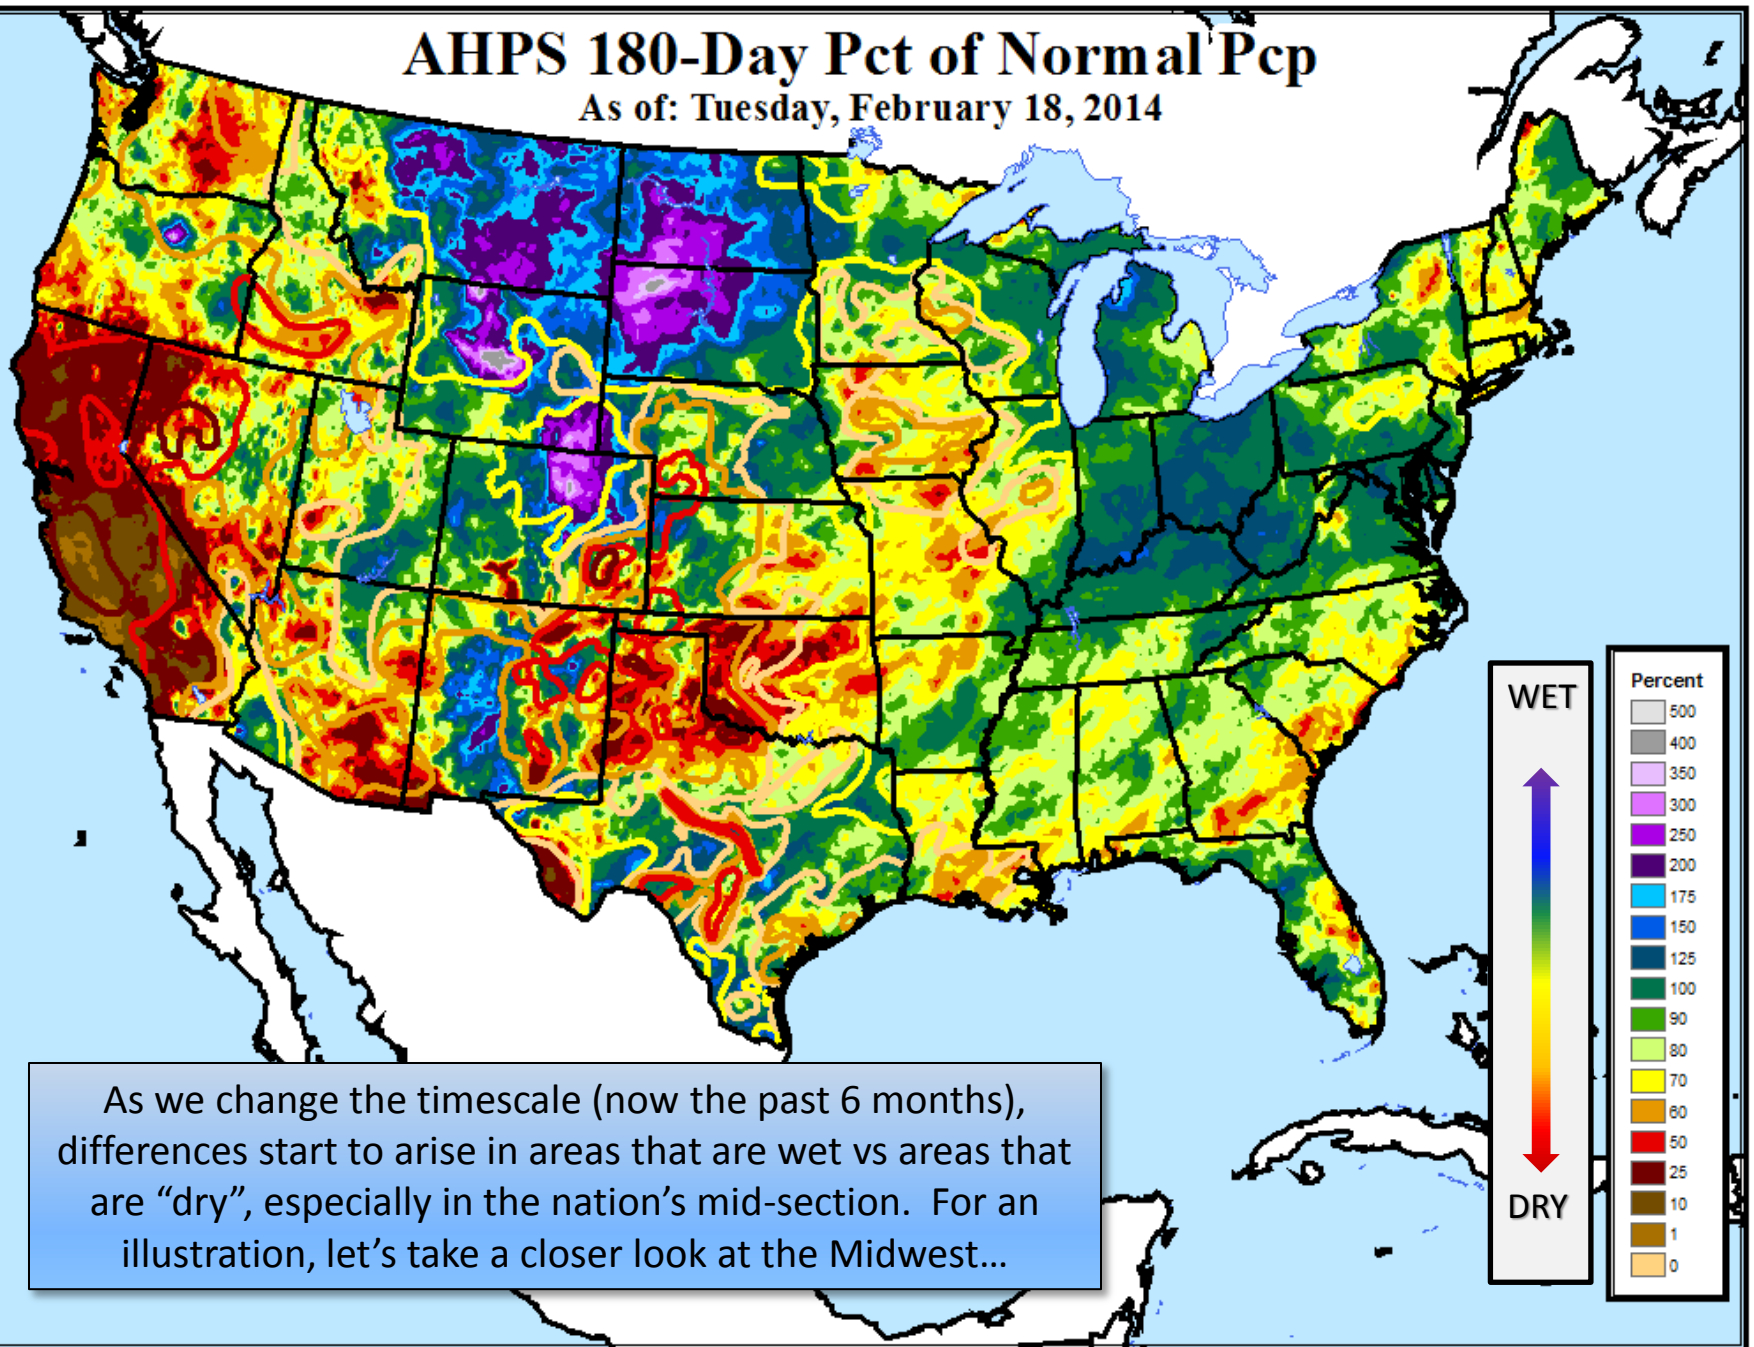 AHPS 180-Day Pct of Normal Pcp
As of: Tuesday, February 18, 2014
WET
DRY
Percent
500
400
350
300
250
200
175
150
125
100
90
80
70
60
50
25
10
1
0
As we change the timescale (now the past 6 months),
differences start to arise in areas that are wet vs areas that
are “dry”, especially in the nation’s mid-section.  For an
illustration, let’s take a closer look at the Midwest…